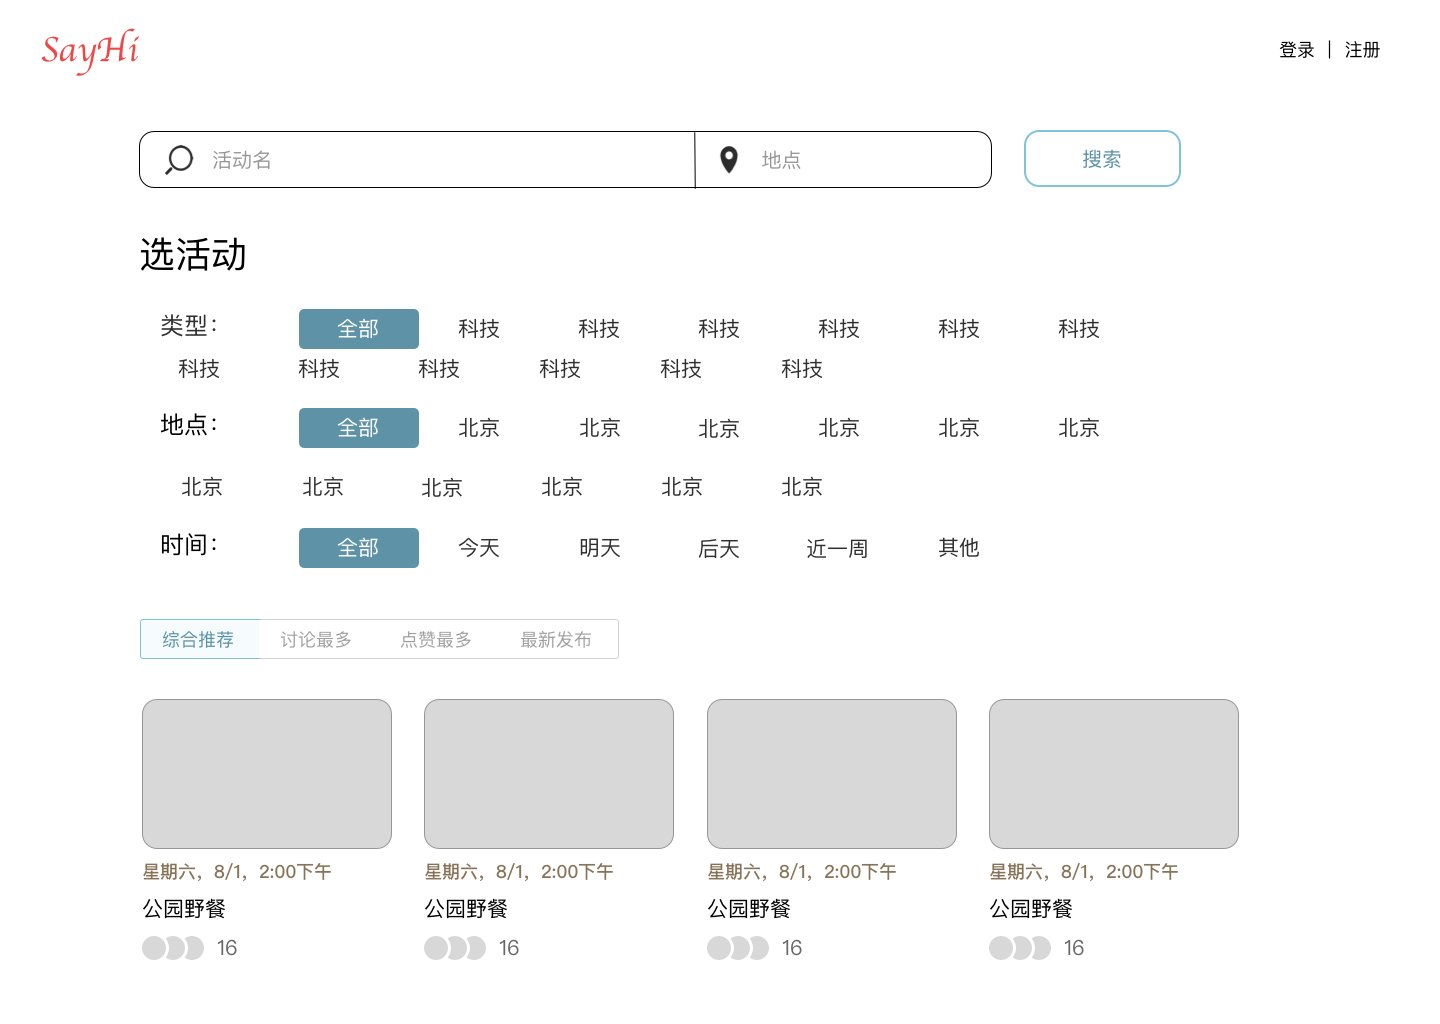 SayHi
登录 | 注册
活动名 地点 搜索
选活动
类型： 全部 科技 科技 科技 科技 科技 科技
科技 科技 科技 科技 科技 科技
地点： 全部 北京 北京 北京 北京 北京 北京
北京 北京 北京 北京 北京 北京
时间： 全部 今天 明天 后天 近一周 其他
综合推荐 讨论最多 点赞最多 最新发布
星期六，8/1，2:00下午 星期六，8/1，2:00下午 星期六，8/1，2:00下午 星期六，8/1，2:00下午
公园野餐 公园野餐 公园野餐 公园野餐
16 16 16 16